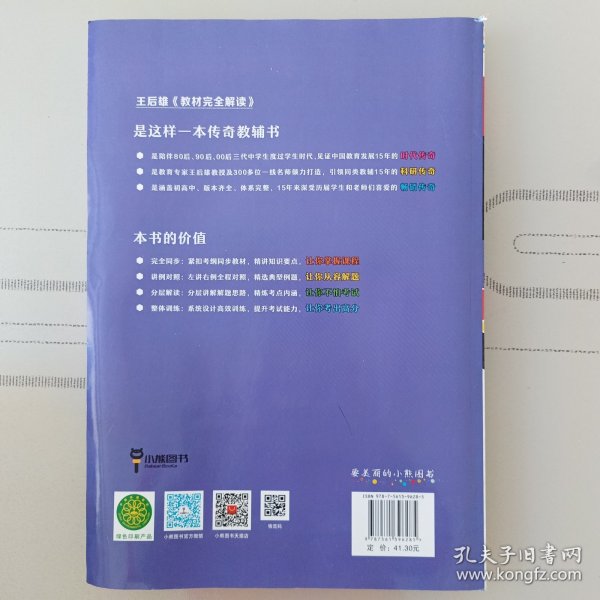 王后雄《教材完全解读》
是这样一本传奇教辅书
是陪伴80后、90后、00后三代中学生度过学生时代，见证中国教育发展15年的时代传奇
是教育专家王后雄教授及300多位一线名师倾力打造，引领同类教辅15年的科研传奇
是涵盖初高中、版本齐全、体系完整，15年来深受历届学生和老师们喜爱的畅销传奇
本书的价值
完全同步：紧扣考纲同步教材，精讲知识要点，让你掌握课程
讲例对照：左讲右例全程对照，精选典型例题，让你从容解题
分层解读：分层讲解解题思路，精炼考点内涵，让你不怕考试
整体训练：系统设计高效训练，提升考试能力，让你考出高分
小熊图书
爱美丽的小熊图书
ISBN 978-7-5613-9628-5
定 价：41.30元
绿色印刷产品
小熊图书官方微信
小熊图书天猫店
孔夫子旧书网
www.kongfz.com